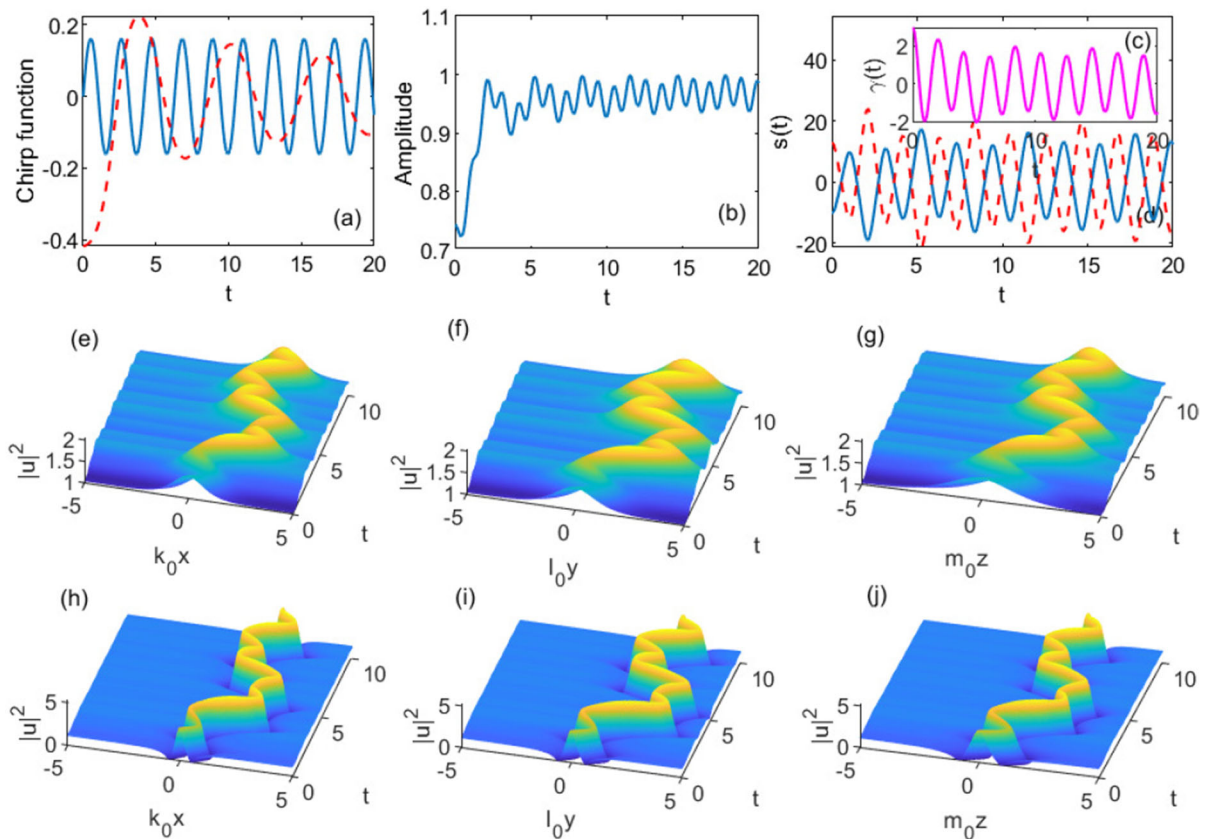 Chirp function
0.2
0
-0.2
-0.4
0 5 10 15 20
t
(a)
Amplitude
1.1
1
0.9
0.8
0.7
0 5 10 15 20
t
(b)
s(t)
40
20
0
-20
0 5 10 15 20
t
(d)
γ(t)
2
0
-2
0 10 20
t
(c)
(e)
|u|²
2
1.5
1
-5 0 5
k₀x
0 5 10
t
(f)
|u|²
2
1.5
1
-5 0 5
l₀y
0 5 10
t
(g)
|u|²
2
1.5
1
-5 0 5
m₀z
0 5 10
t
(h)
|u|²
5
0
-5 0 5
k₀x
0 5 10
t
(i)
|u|²
5
0
-5 0 5
l₀y
0 5 10
t
(j)
|u|²
5
0
-5 0 5
m₀z
0 5 10
t